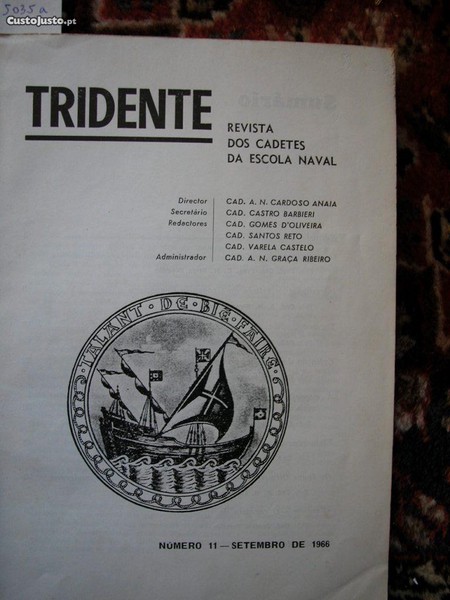 5035a
Custojusto.pt
Sumário
TRIDENTE
REVISTA
DOS CADETES
DA ESCOLA NAVAL
Director CAD. A. N. CARDOSO ANAIA
Secretário CAD. CASTRO BARBIERI
Redactores CAD. GOMES D'OLIVEIRA
CAD. SANTOS RETO
CAD. VARELA CASTELO
Administrador CAD. A. N. GRAÇA RIBEIRO
TALANT·DE·BIE·FAIRE
NÚMERO 11 — SETEMBRO DE 1966